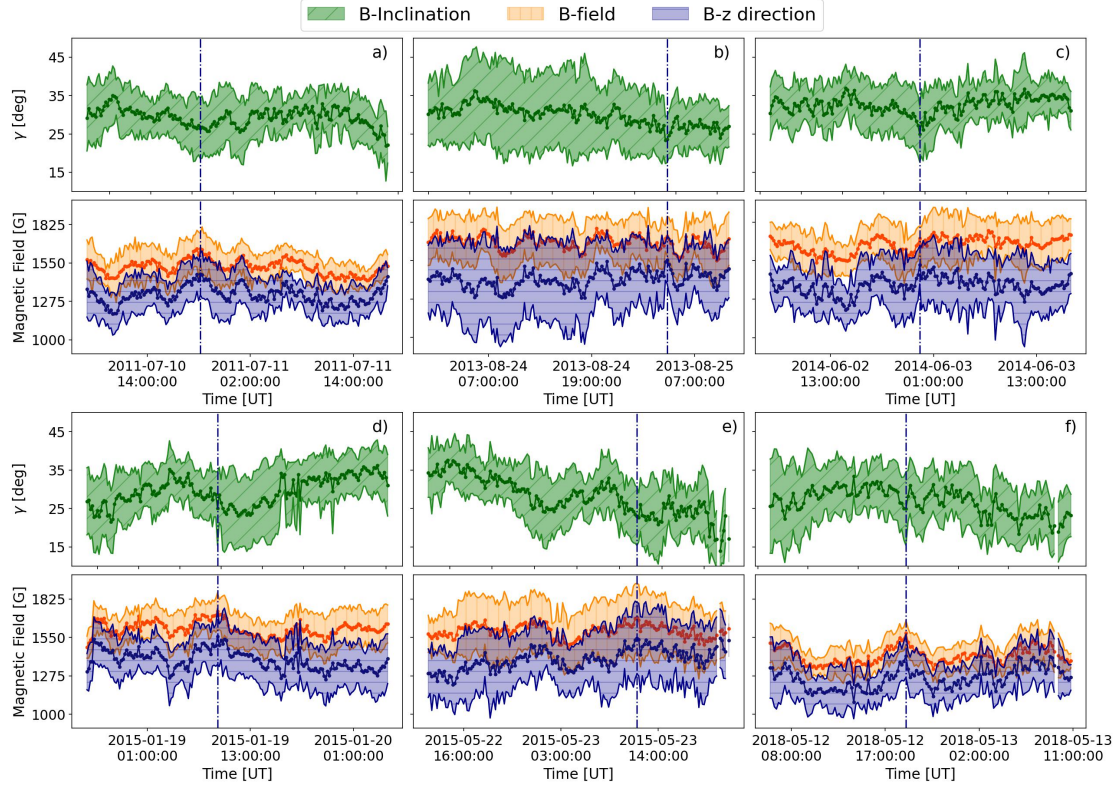 B-Inclination B-field B-z direction
a) b) c)
γ [deg]
45
35
25
15
Magnetic Field [G]
1825
1550
1275
1000
2011-07-10 2011-07-11 2011-07-11 2013-08-24 2013-08-24 2013-08-25 2014-06-02 2014-06-03 2014-06-03
14:00:00 02:00:00 14:00:00 07:00:00 19:00:00 07:00:00 13:00:00 01:00:00 13:00:00
Time [UT] Time [UT] Time [UT]
d) e) f)
γ [deg]
45
35
25
15
Magnetic Field [G]
1825
1550
1275
1000
2015-01-19 2015-01-19 2015-01-20 2015-05-22 2015-05-23 2015-05-23 2018-05-12 2018-05-12 2018-05-13 2018-05-13
01:00:00 13:00:00 01:00:00 16:00:00 03:00:00 14:00:00 08:00:00 17:00:00 02:00:00 11:00:00
Time [UT] Time [UT] Time [UT]